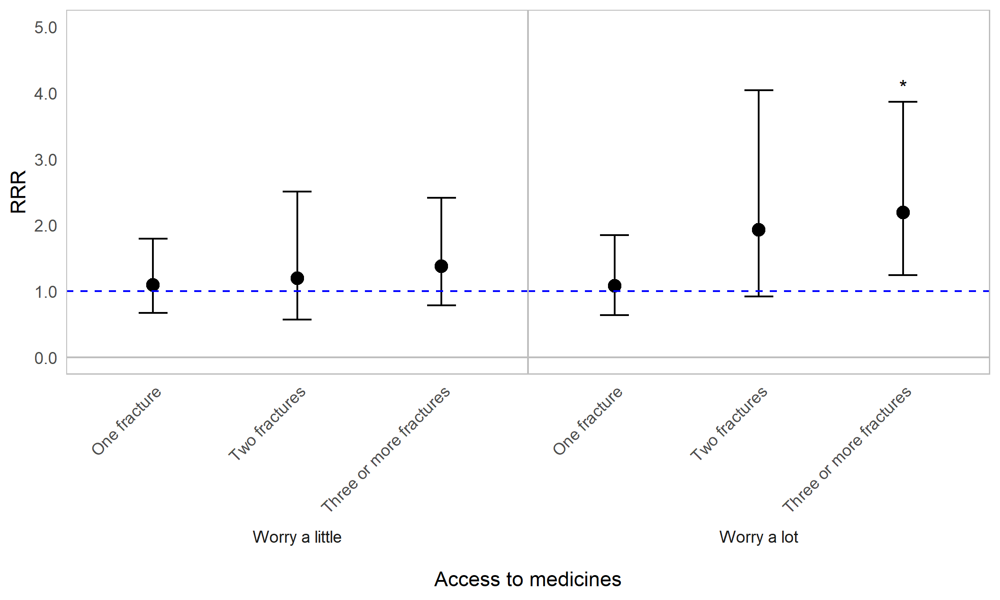 5.0
4.0
3.0
2.0
1.0
0.0
RRR
*
One fracture
Two fractures
Three or more fractures
One fracture
Two fractures
Three or more fractures
Worry a little
Worry a lot
Access to medicines